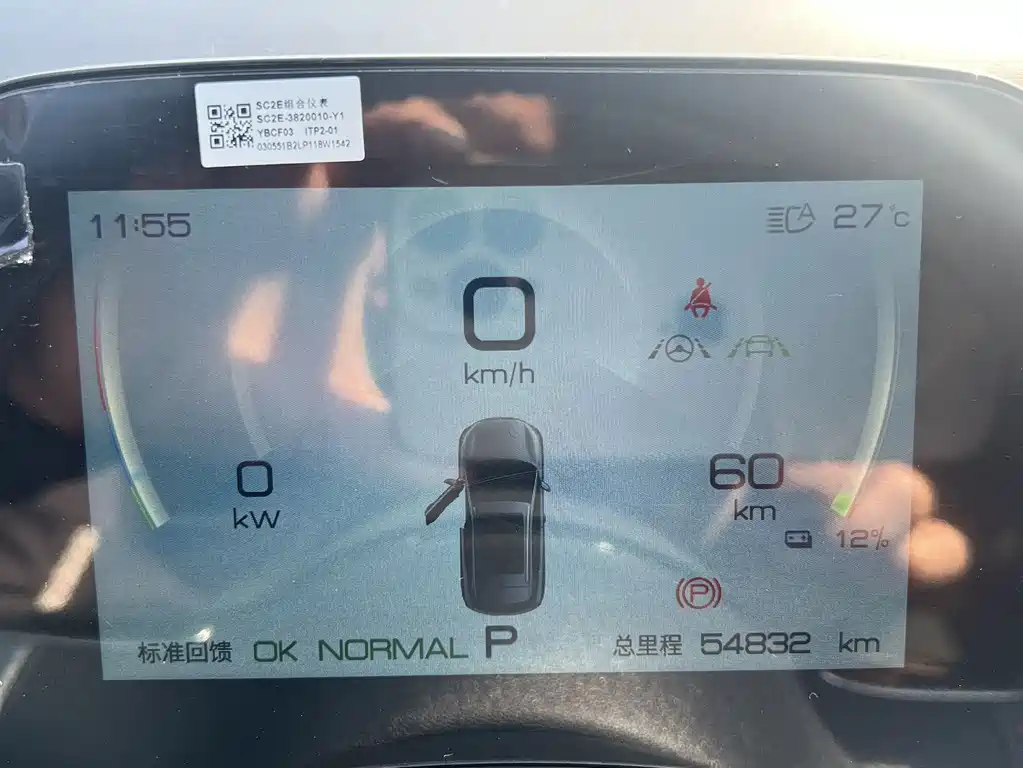 SC2E组合仪表
SC2E-3820010-Y1
YBCF03 ITP2-01
030551B2LP118W1542
11:55
A 27°C
0
km/h
0
kW
60
km
12%
P
标准回馈 OK NORMAL P 总里程 54832 km